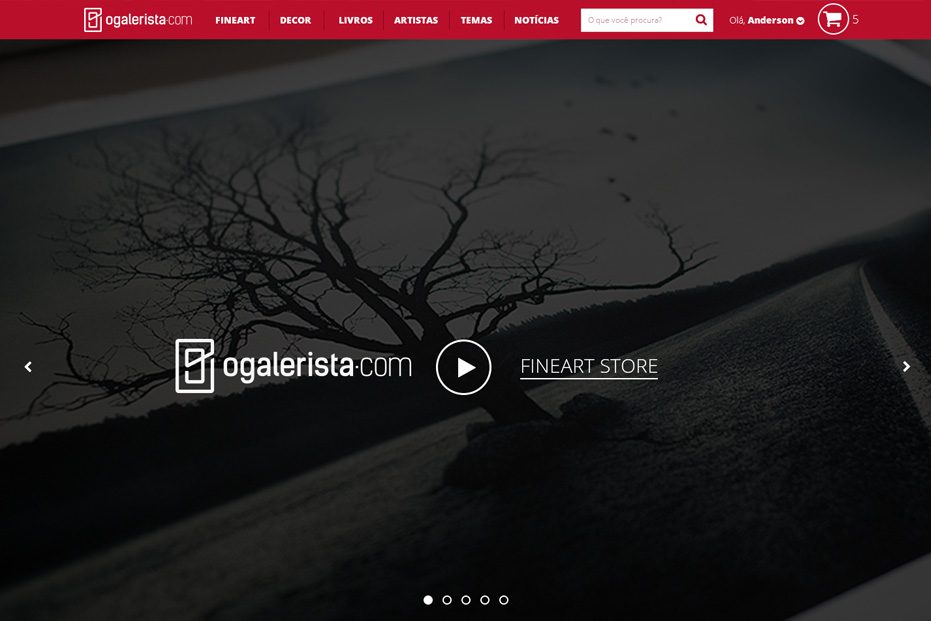 ogalerista.com
FINEART
DECOR
LIVROS
ARTISTAS
TEMAS
NOTÍCIAS
O que você procura?
Olá, Anderson
5
ogalerista·com
FINEART STORE